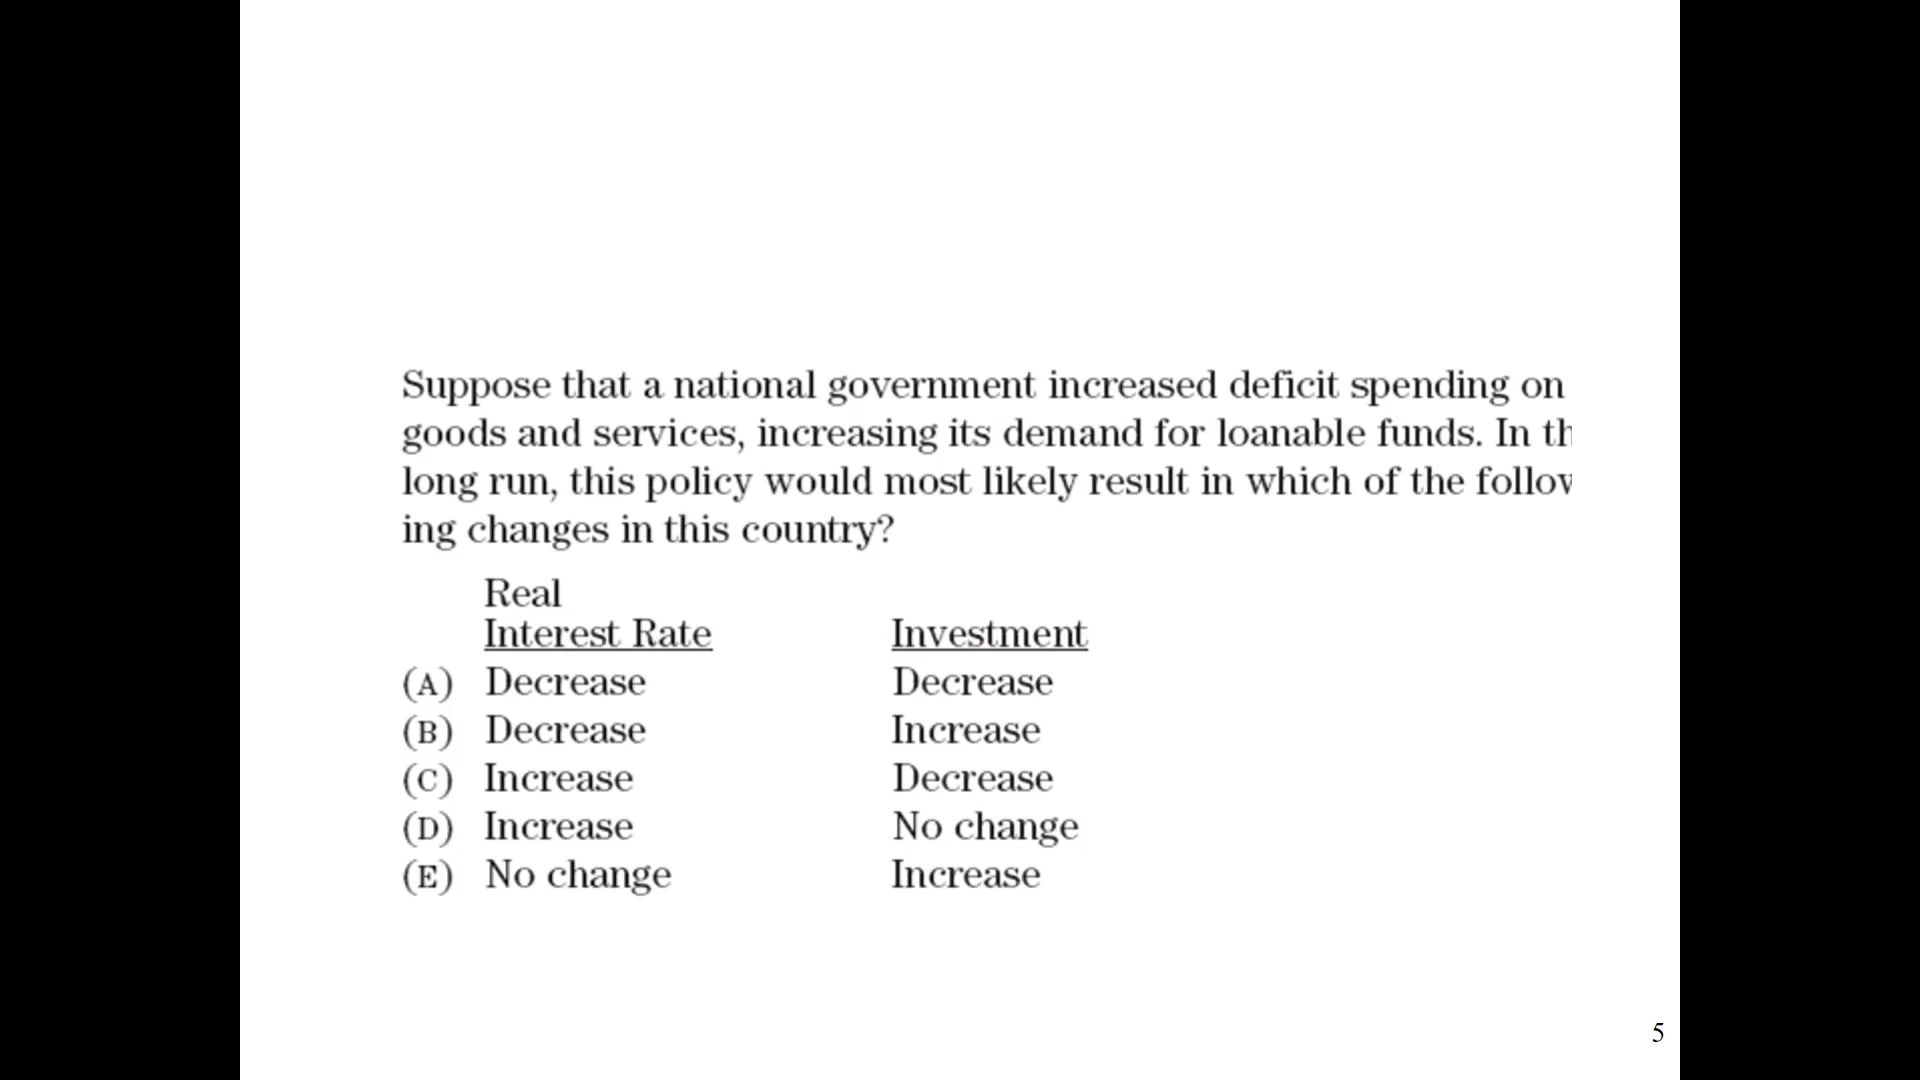 Suppose that a national government increased deficit spending on
goods and services, increasing its demand for loanable funds. In th
long run, this policy would most likely result in which of the follow
ing changes in this country?
Real
Interest Rate Investment
(A) Decrease Decrease
(B) Decrease Increase
(C) Increase Decrease
(D) Increase No change
(E) No change Increase
5